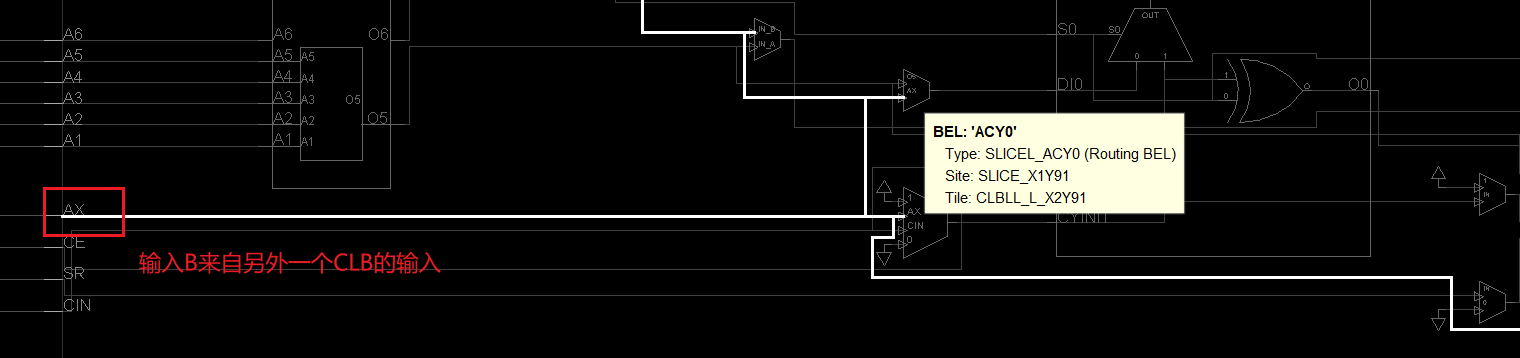 OUT
A6
A6
O6
IN_B
S0
S0
A5
A5
A5
IN_A
0
1
A4
A4
A4
O5
1
O
AX
DI0
O0
A3
A3
A3
O5
0
A2
A2
A2
O5
A1
A1
A1
BEL: 'ACY0'
Type: SLICEL_ACY0 (Routing BEL)
Site: SLICE_X1Y91
Tile: CLBLL_L_X2Y91
1
1
AX
AX
CIN
CYINIT
0
CE
输入B来自另外一个CLB的输入
SR
0
CIN